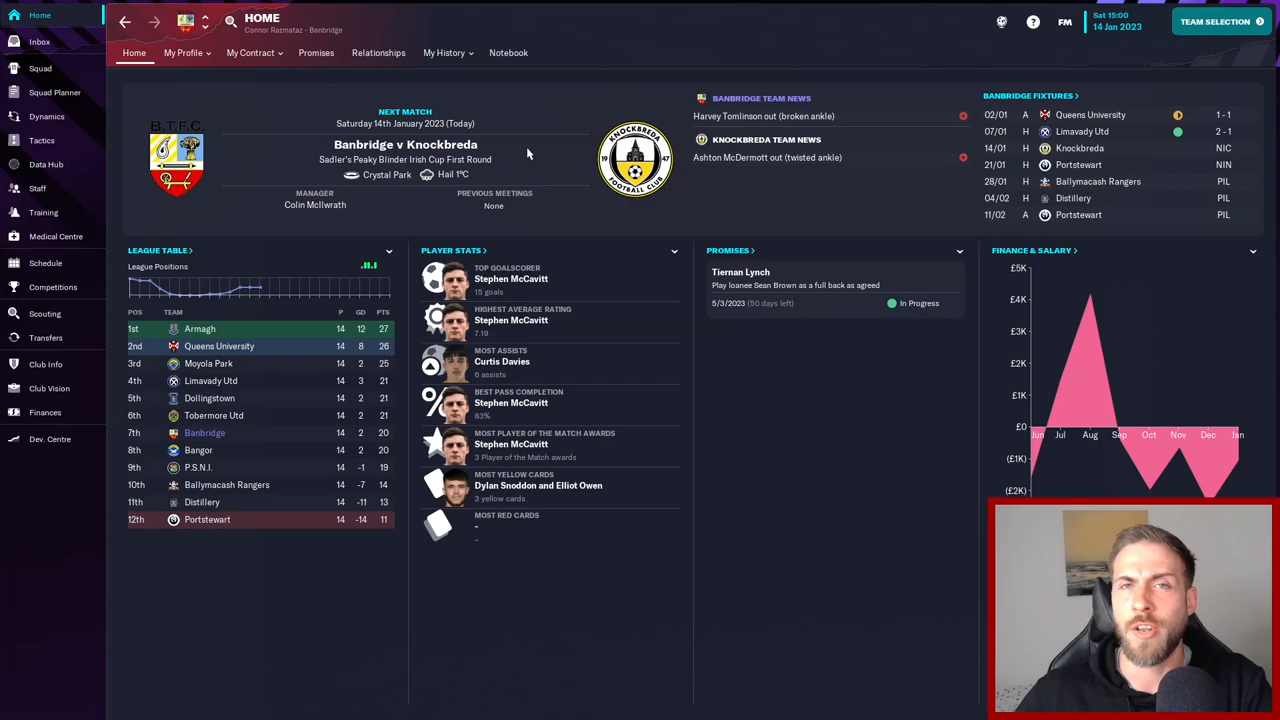 Home
Inbox
Squad
Squad Planner
Dynamics
Tactics
Data Hub
Staff
Training
Medical Centre
Schedule
Competitions
Scouting
Transfers
Club Info
Club Vision
Finances
Dev. Centre
HOME
Connor Razmataz - Banbridge
FM
Sat 15:00
14 Jan 2023
TEAM SELECTION
Home My Profile My Contract Promises Relationships My History Notebook
B.T.F.C.
NEXT MATCH
Saturday 14th January 2023 (Today)
Banbridge v Knockbreda
Sadler's Peaky Blinder Irish Cup First Round
Crystal Park Hail 1°C
MANAGER
Colin McIlwrath
PREVIOUS MEETINGS
None
KNOCKBREDA
19 47
FOOTBALL CLUB
BANBRIDGE TEAM NEWS
Harvey Tomlinson out (broken ankle)
KNOCKBREDA TEAM NEWS
Ashton McDermott out (twisted ankle)
BANBRIDGE FIXTURES >
02/01 A Queens University 1 - 1
07/01 H Limavady Utd 2 - 1
14/01 H Knockbreda NIC
21/01 H Portstewart NIN
28/01 H Ballymacash Rangers PIL
04/02 H Distillery PIL
11/02 A Portstewart PIL
LEAGUE TABLE >
League Positions
POS TEAM P GD PTS
1st Armagh 14 12 27
2nd Queens University 14 8 26
3rd Moyola Park 14 2 25
4th Limavady Utd 14 3 21
5th Dollingstown 14 2 21
6th Tobermore Utd 14 2 21
7th Banbridge 14 2 20
8th Bangor 14 2 20
9th P.S.N.I. 14 -1 19
10th Ballymacash Rangers 14 -7 14
11th Distillery 14 -11 13
12th Portstewart 14 -14 11
PLAYER STATS >
TOP GOALSCORER
Stephen McCavitt
15 goals
HIGHEST AVERAGE RATING
Stephen McCavitt
7.19
MOST ASSISTS
Curtis Davies
6 assists
BEST PASS COMPLETION
Stephen McCavitt
83%
MOST PLAYER OF THE MATCH AWARDS
Stephen McCavitt
3 Player of the Match awards
MOST YELLOW CARDS
Dylan Snoddon and Elliot Owen
3 yellow cards
MOST RED CARDS
-
-
PROMISES >
Tiernan Lynch
Play loanee Sean Brown as a full back as agreed
5/3/2023 (50 days left) In Progress
FINANCE & SALARY >
£5K
£4K
£3K
£2K
£1K
£0
Jun Jul Aug Sep Oct Nov Dec Jan
(£1K)
(£2K)